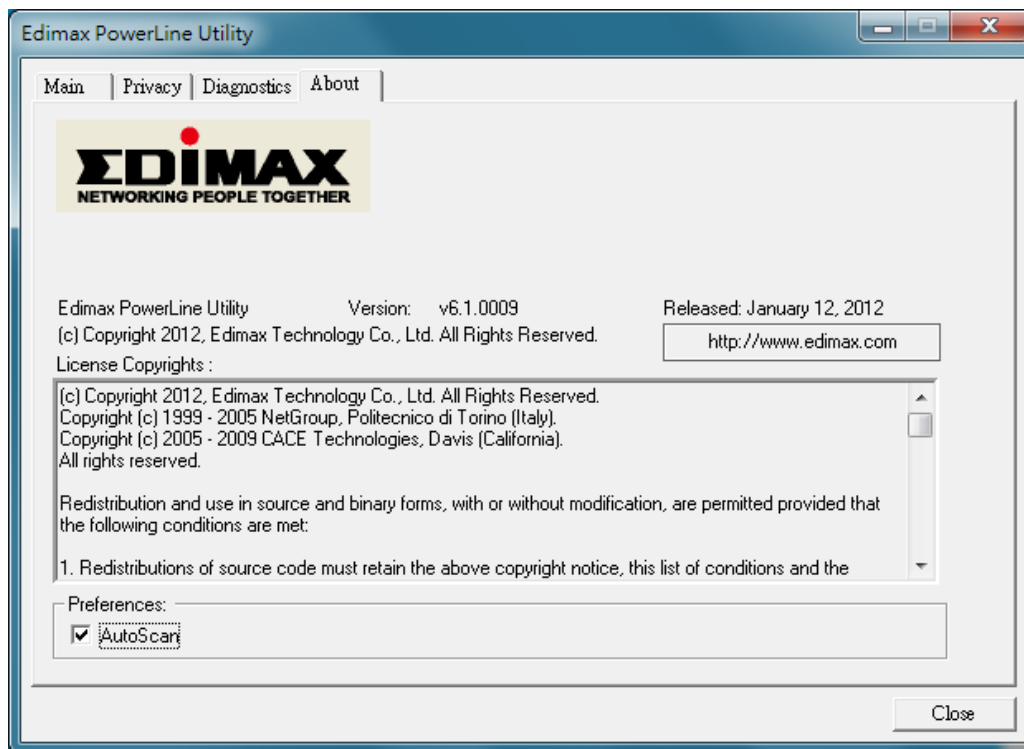 Edimax PowerLine Utility
Main Privacy Diagnostics About
EDiMAX
NETWORKING PEOPLE TOGETHER
Edimax PowerLine Utility Version: v6.1.0009 Released: January 12, 2012
(c) Copyright 2012, Edimax Technology Co., Ltd. All Rights Reserved.
http://www.edimax.com
License Copyrights :
(c) Copyright 2012, Edimax Technology Co., Ltd. All Rights Reserved.
Copyright (c) 1999 - 2005 NetGroup, Politecnico di Torino (Italy).
Copyright (c) 2005 - 2009 CACE Technologies, Davis (California).
All rights reserved.
Redistribution and use in source and binary forms, with or without modification, are permitted provided that
the following conditions are met:
1. Redistributions of source code must retain the above copyright notice, this list of conditions and the
Preferences:
AutoScan
Close